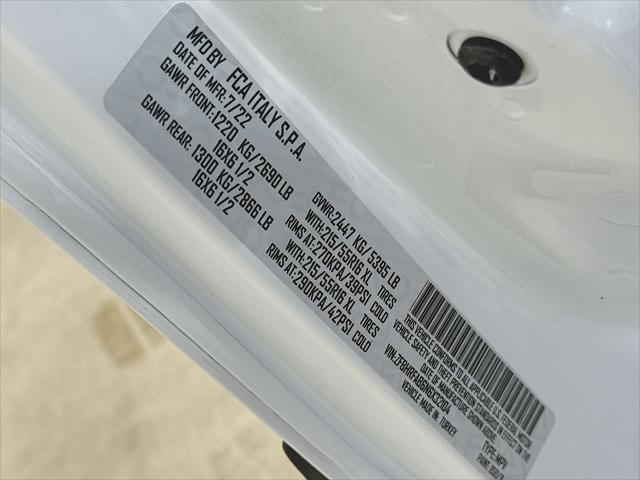 MFD BY FCA ITALY S.P.A.
DATE OF MFR:7/22 GVWR:2447 KG/5395 LB
GAWR FRONT:1220 KG/2690 LB WITH:215/55R16 XL TIRES
16X6 1/2 RIMS AT:270KPA/39PSI COLD
GAWR REAR: 1300 KG/2866 LB WITH:215/55R16 XL TIRES
16X6 1/2 RIMS AT:290KPA/42PSI COLD
THIS VEHICLE CONFORMS TO ALL APPLICABLE U.S. FEDERAL MOTOR
VEHICLE SAFETY AND THEFT PREVENTION STANDARDS IN EFFECT ON THE
DATE OF MANUFACTURE SHOWN ABOVE.
TYPE: MPV
VEHICLE MADE IN: TURKEY
PAINT: